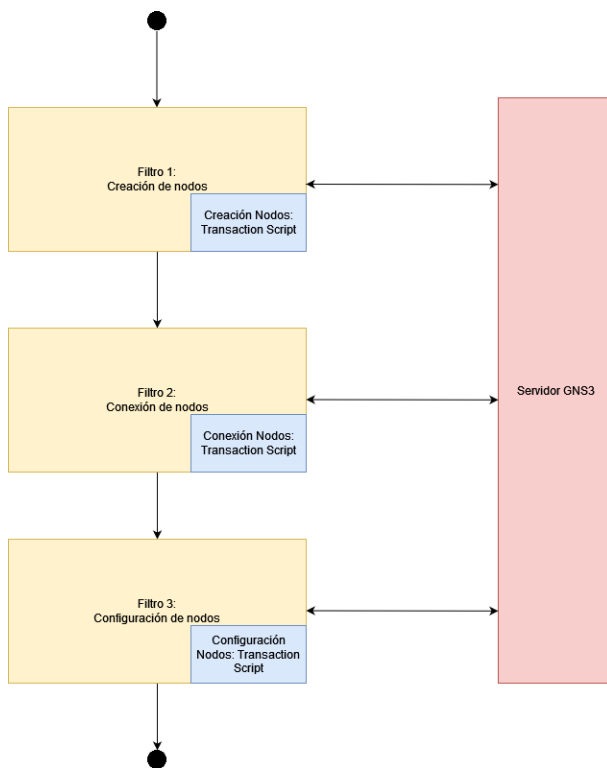 Filtro 1:
Creación de nodos
Creación Nodos:
Transaction Script
Filtro 2:
Conexión de nodos
Conexión Nodos:
Transaction Script
Servidor GNS3
Filtro 3:
Configuración de nodos
Configuración
Nodos: Transaction
Script